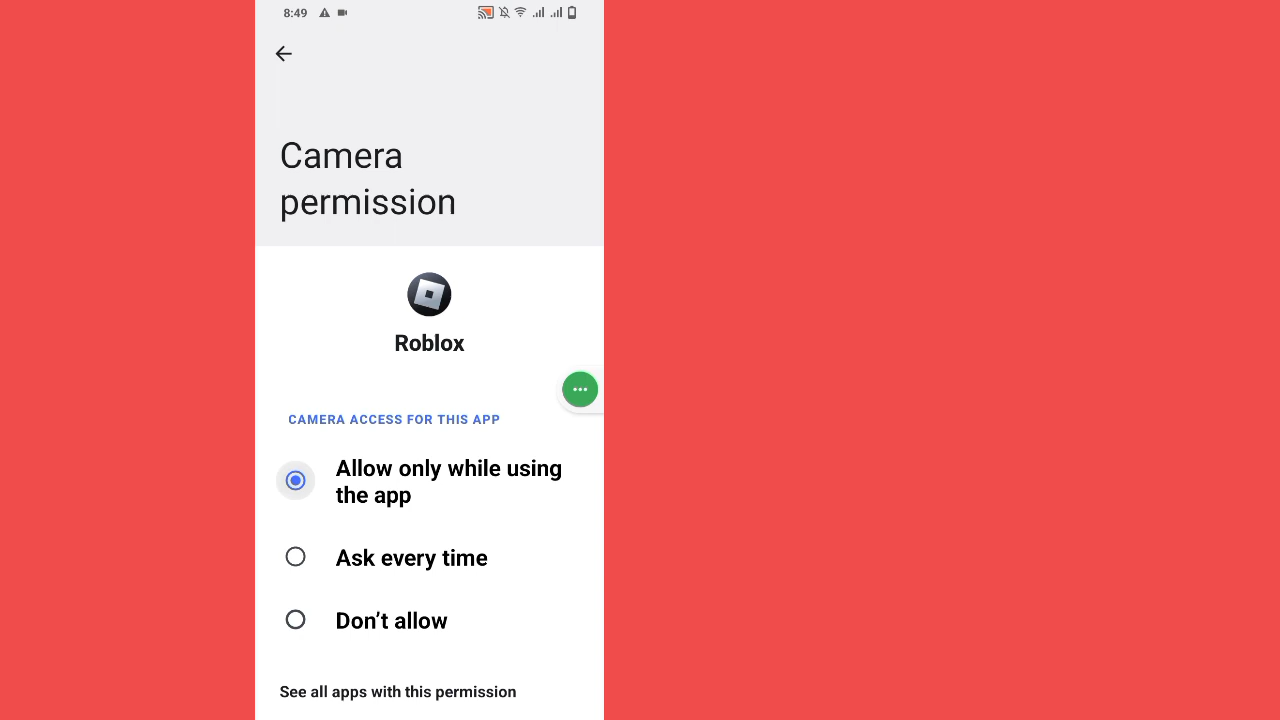 8:49
Camera
permission
Roblox
CAMERA ACCESS FOR THIS APP
Allow only while using
the app
Ask every time
Don’t allow
See all apps with this permission